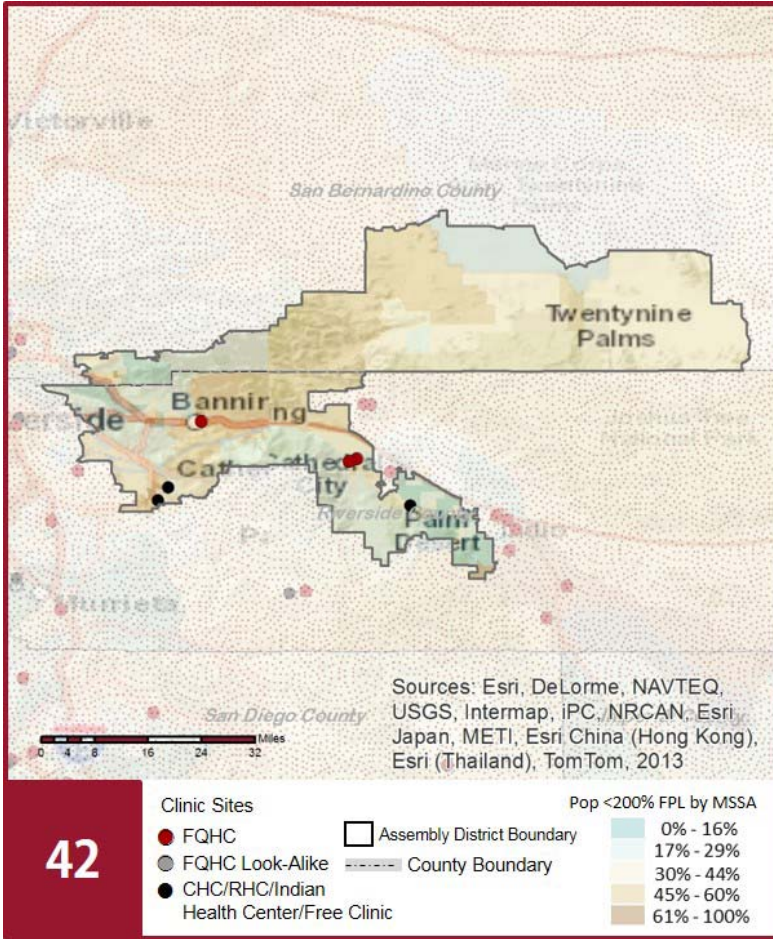 Victorville
San Bernardino County
Twentynine
Palms
Banning
Cathedral
City
Riverside County
Palm
Desert
Indio
Murrieta
Sources: Esri, DeLorme, NAVTEQ,
USGS, Intermap, iPC, NRCAN, Esri
Japan, METI, Esri China (Hong Kong),
Esri (Thailand), TomTom, 2013
San Diego County
Miles
0 4 8 16 24 32
42
Clinic Sites
FQHC
FQHC Look-Alike
CHC/RHC/Indian
Health Center/Free Clinic
Assembly District Boundary
County Boundary
Pop <200% FPL by MSSA
0% - 16%
17% - 29%
30% - 44%
45% - 60%
61% - 100%